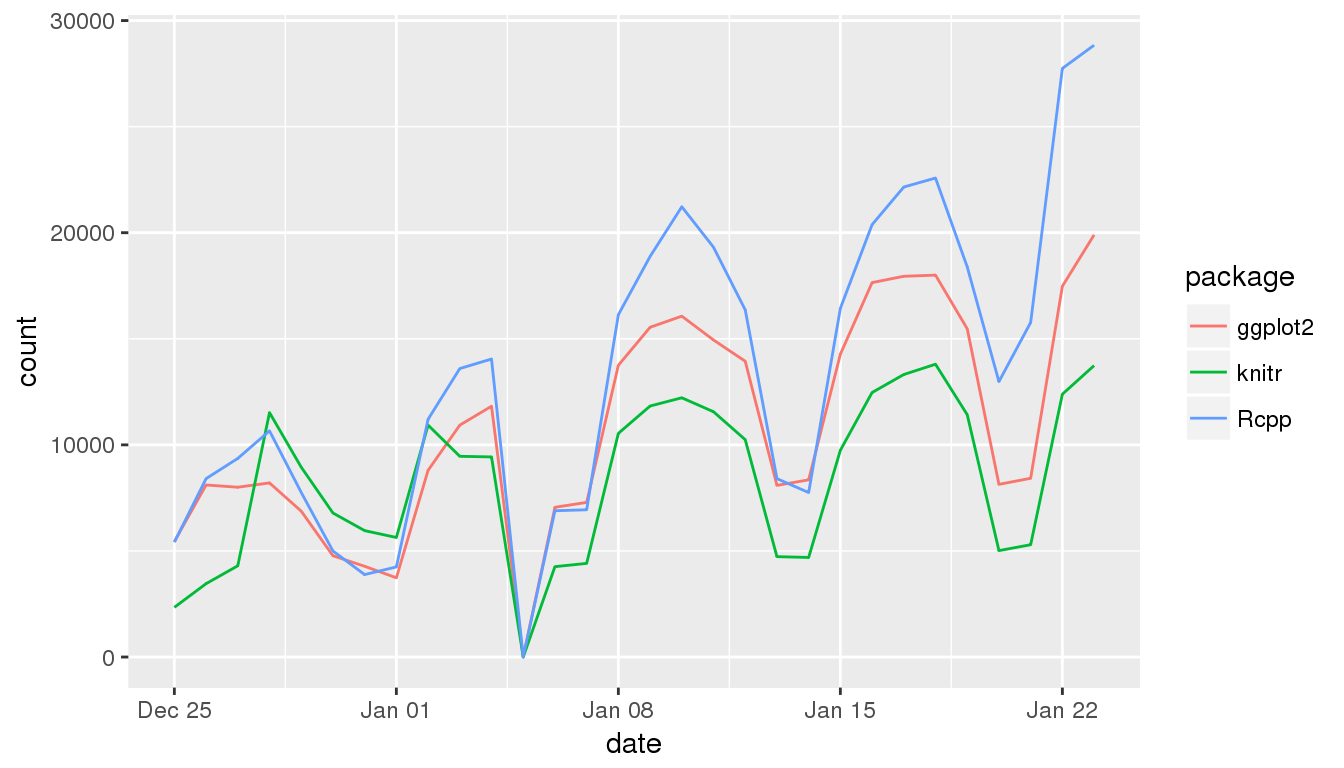 30000
20000
10000
0
count
Dec 25
Jan 01
Jan 08
Jan 15
Jan 22
date
package
ggplot2
knitr
Rcpp